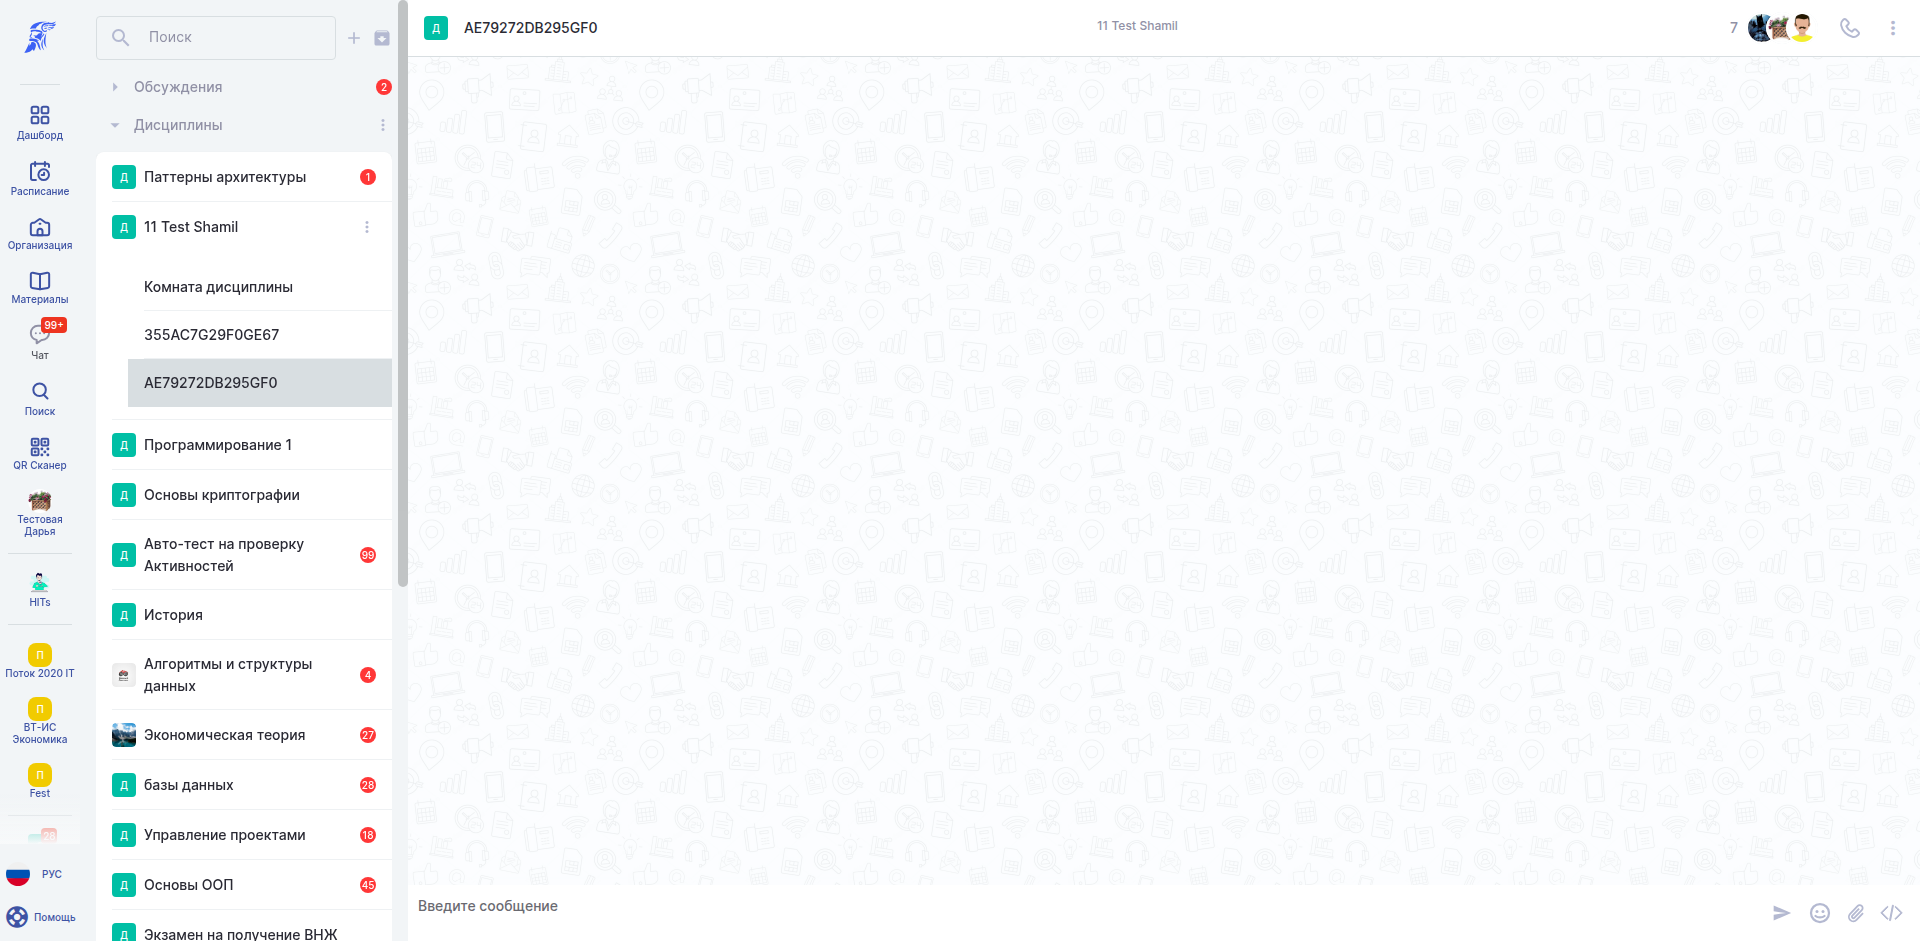 Дашборд
Расписание
Организация
Материалы
99+
Чат
Поиск
QR Сканер
Тестовая
Дарья
HITs
П
Поток 2020 IT
П
ВТ-ИС
Экономика
П
Fest
28
РУС
Помощь
Поиск
Обсуждения
2
Дисциплины
Д Паттерны архитектуры 1
Д 11 Test Shamil
Комната дисциплины
355AC7G29F0GE67
AE79272DB295GF0
Д Программирование 1
Д Основы криптографии
Д Авто-тест на проверку
Активностей 99
Д История
Алгоритмы и структуры
данных 4
Экономическая теория 27
Д базы данных 28
Д Управление проектами 18
Д Основы ООП 45
Д Экзамен на получение ВНЖ
Д AE79272DB295GF0
11 Test Shamil
7
Введите сообщение